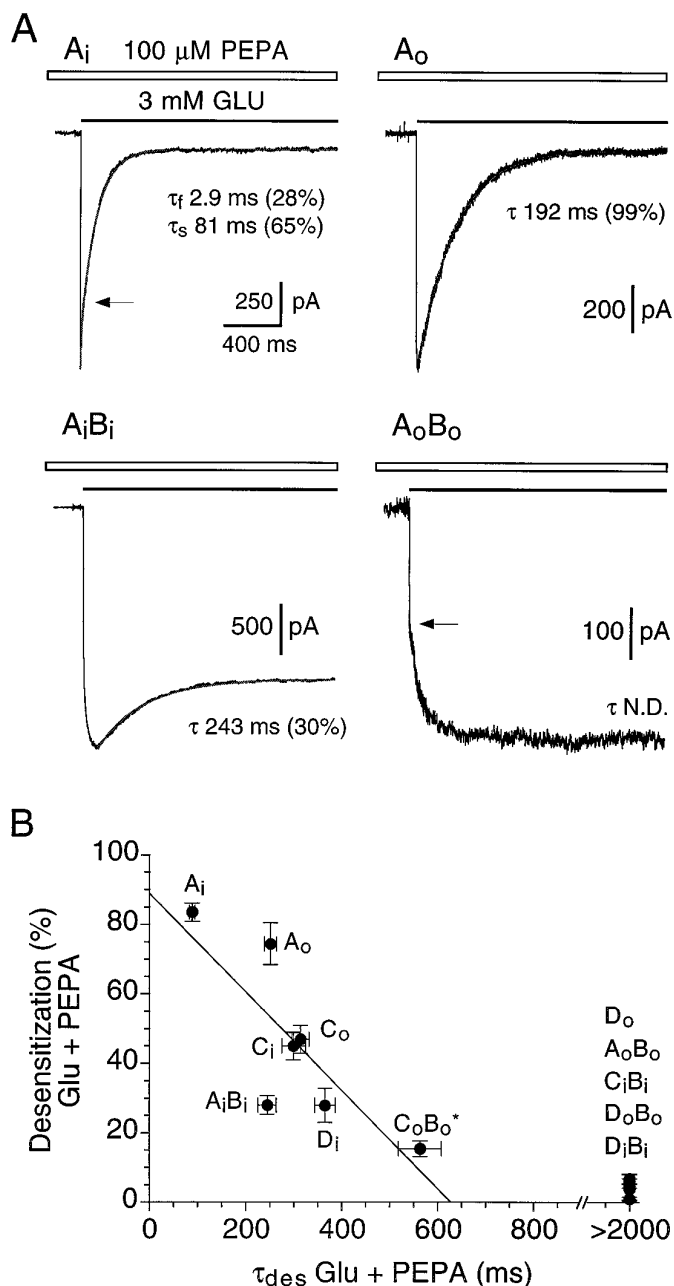 A
Ai 100 µM PEPA
Ao
3 mM GLU
τf 2.9 ms (28%)
τs 81 ms (65%)
250 pA
400 ms
τ 192 ms (99%)
200 pA
AiBi
AoBo
500 pA
τ 243 ms (30%)
100 pA
τ N.D.
B
Desensitization (%)
Glu + PEPA
100
80
60
40
20
0
Ai
Ao
Co
Ci
AiBi
Di
CoBo*
Do
AoBo
CiBi
DoBo
DiBi
0 200 400 600 800 >2000
τdes Glu + PEPA (ms)